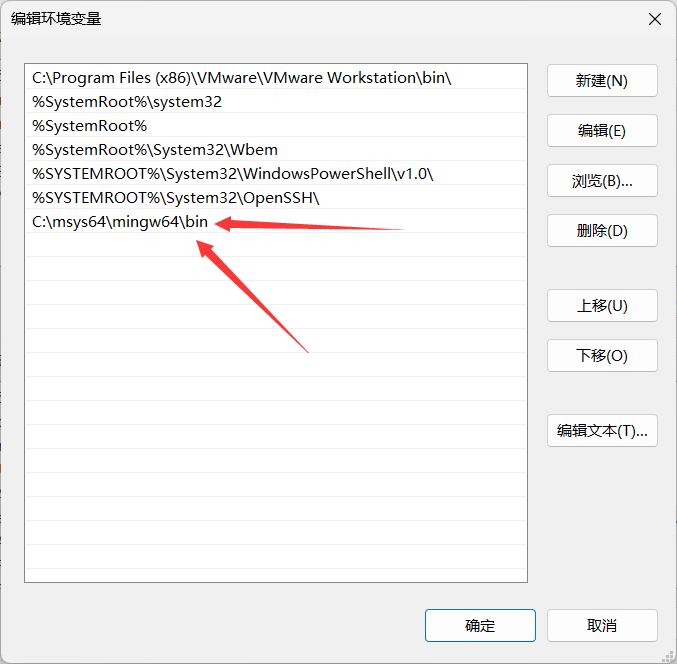 编辑环境变量
C:\Program Files (x86)\VMware\VMware Workstation\bin\
%SystemRoot%\system32
%SystemRoot%
%SystemRoot%\System32\Wbem
%SYSTEMROOT%\System32\WindowsPowerShell\v1.0\
%SYSTEMROOT%\System32\OpenSSH\
C:\msys64\mingw64\bin
新建(N)
编辑(E)
浏览(B)...
删除(D)
上移(U)
下移(O)
编辑文本(T)...
确定
取消